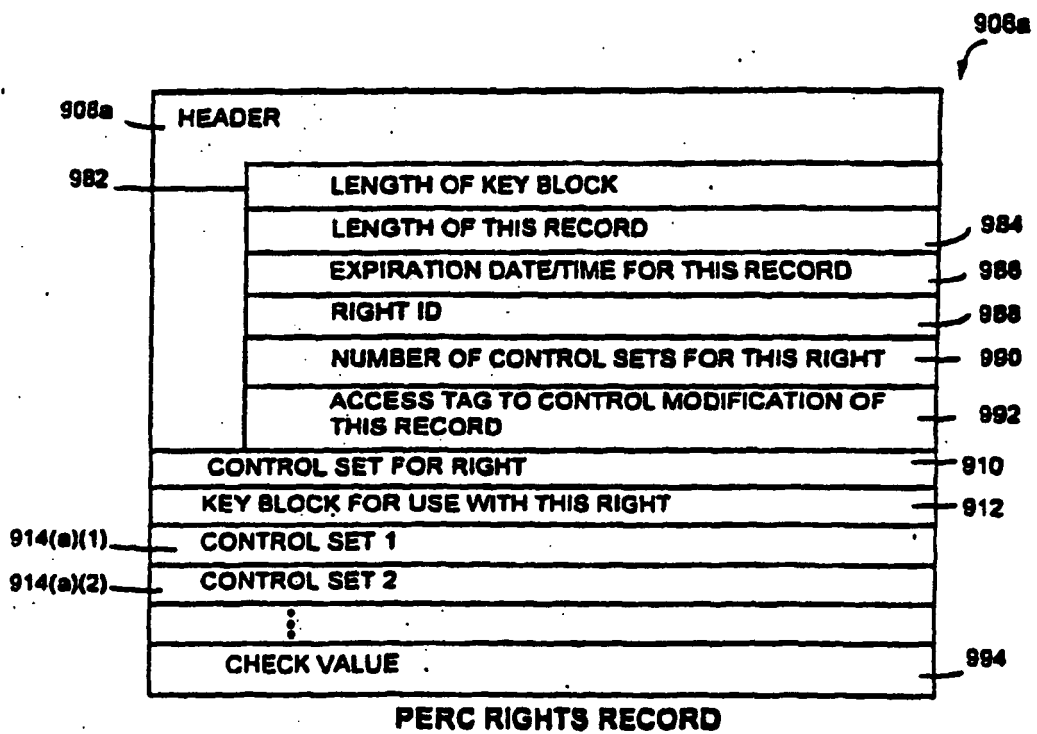 906a
908a HEADER
982 LENGTH OF KEY BLOCK
LENGTH OF THIS RECORD 984
EXPIRATION DATE/TIME FOR THIS RECORD 986
RIGHT ID 988
NUMBER OF CONTROL SETS FOR THIS RIGHT 990
ACCESS TAG TO CONTROL MODIFICATION OF
THIS RECORD 992
CONTROL SET FOR RIGHT 910
KEY BLOCK FOR USE WITH THIS RIGHT 912
914(a)(1) CONTROL SET 1
914(a)(2) CONTROL SET 2
CHECK VALUE 994
PERC RIGHTS RECORD